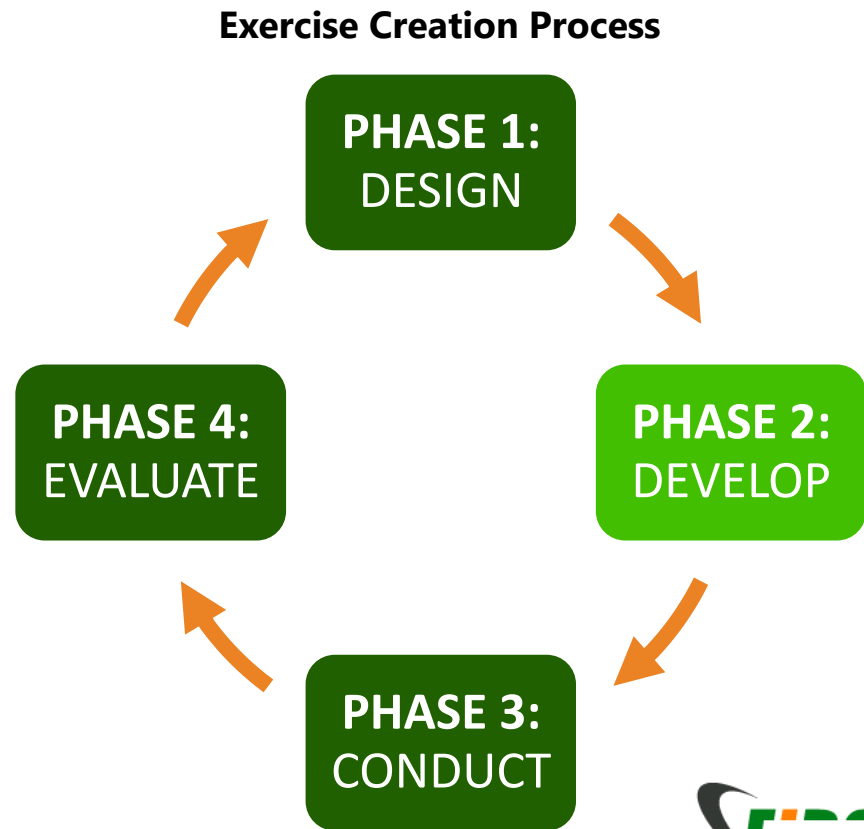 Exercise Creation Process
PHASE 1:
DESIGN
PHASE 2:
DEVELOP
PHASE 3:
CONDUCT
PHASE 4:
EVALUATE